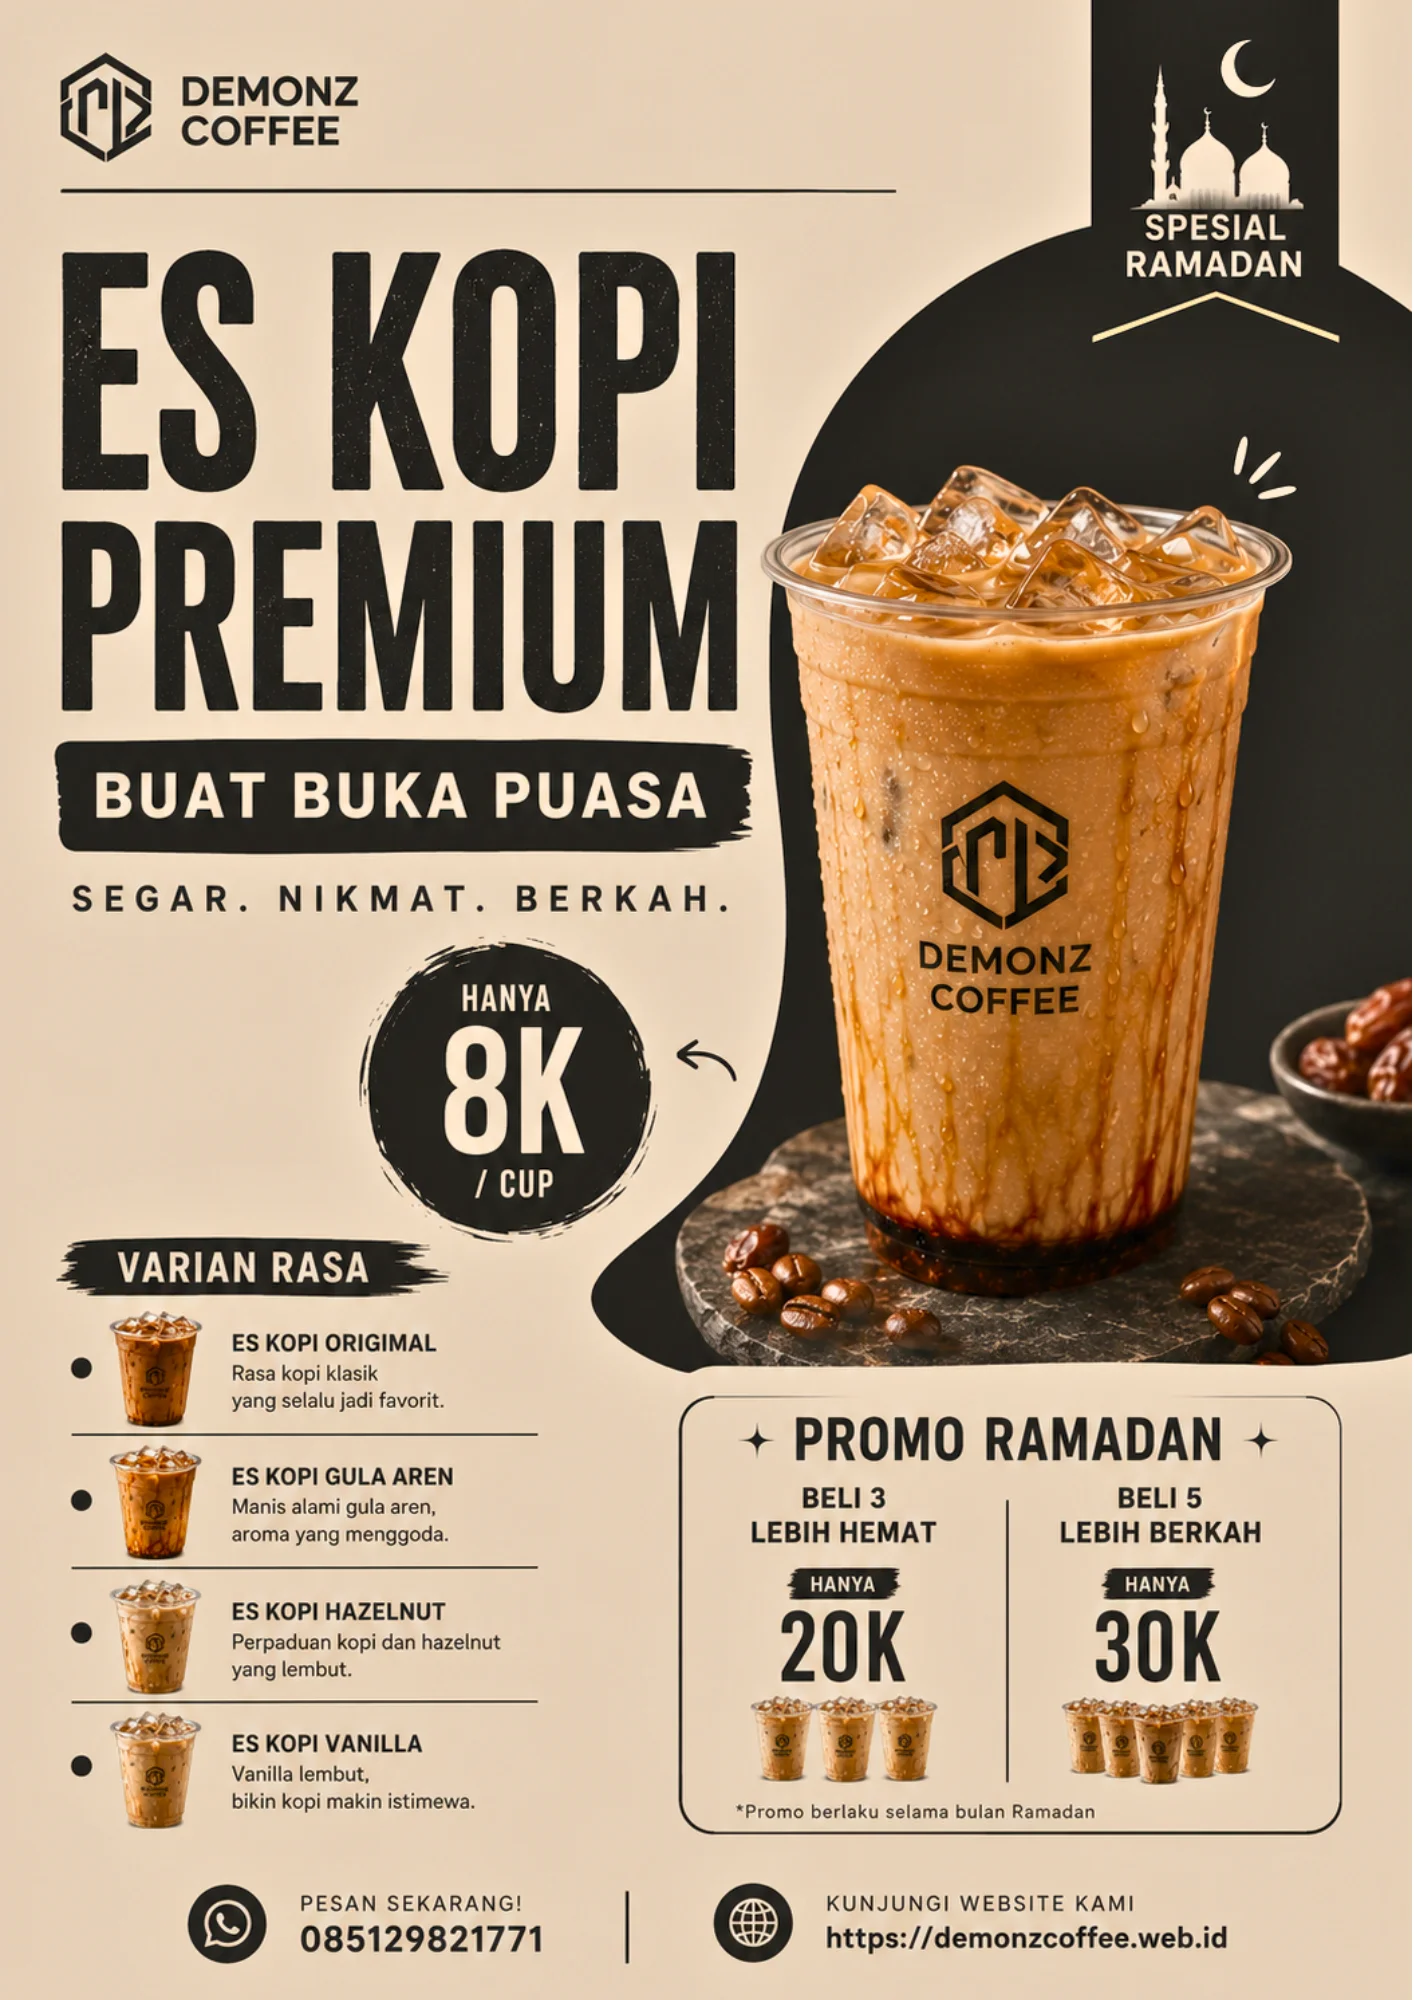 DEMONZ
COFFEE
SPESIAL
RAMADAN
ES KOPI
PREMIUM
BUAT BUKA PUASA
SEGAR. NIKMAT. BERKAH.
HANYA
8K
/ CUP
DEMONZ
COFFEE
VARIAN RASA
ES KOPI ORIGIMAL
Rasa kopi klasik
yang selalu jadi favorit.
ES KOPI GULA AREN
Manis alami gula aren,
aroma yang menggoda.
ES KOPI HAZELNUT
Perpaduan kopi dan hazelnut
yang lembut.
ES KOPI VANILLA
Vanilla lembut,
bikin kopi makin istimewa.
PROMO RAMADAN
BELI 3
LEBIH HEMAT
HANYA
20K
BELI 5
LEBIH BERKAH
HANYA
30K
*Promo berlaku selama bulan Ramadan
PESAN SEKARANG!
085129821771
KUNJUNGI WEBSITE KAMI
https://demonzcoffee.web.id